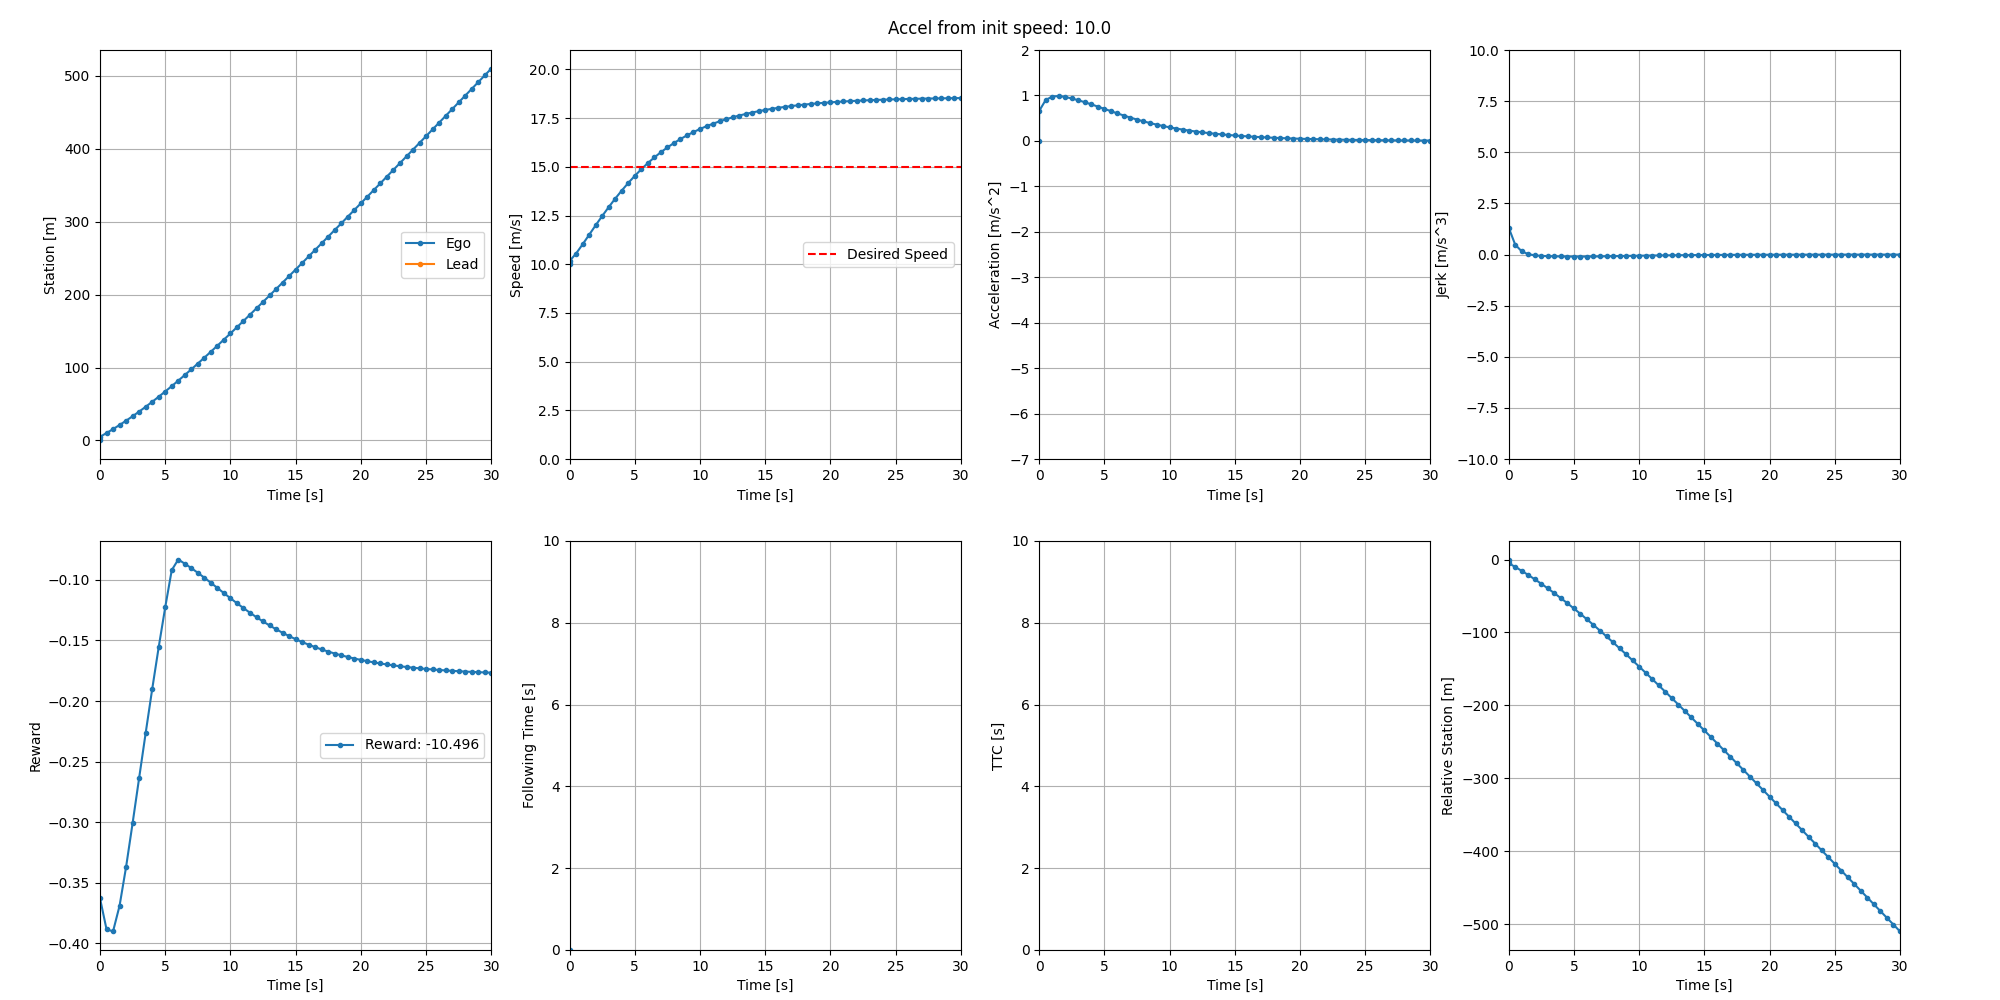 Accel from init speed: 10.0
500
400
300
200
100
0
Station [m]
Ego
Lead
0 5 10 15 20 25 30
Time [s]
20.0
17.5
15.0
12.5
10.0
7.5
5.0
2.5
0.0
Speed [m/s]
Desired Speed
0 5 10 15 20 25 30
Time [s]
2
1
0
−1
−2
−3
−4
−5
−6
−7
Acceleration [m/s^2]
0 5 10 15 20 25 30
Time [s]
10.0
7.5
5.0
2.5
0.0
−2.5
−5.0
−7.5
−10.0
Jerk [m/s^3]
0 5 10 15 20 25 30
Time [s]
−0.10
−0.15
−0.20
−0.25
−0.30
−0.35
−0.40
Reward
Reward: -10.496
0 5 10 15 20 25 30
Time [s]
10
8
6
4
2
0
Following Time [s]
0 5 10 15 20 25 30
Time [s]
10
8
6
4
2
0
TTC [s]
0 5 10 15 20 25 30
Time [s]
0
−100
−200
−300
−400
−500
Relative Station [m]
0 5 10 15 20 25 30
Time [s]